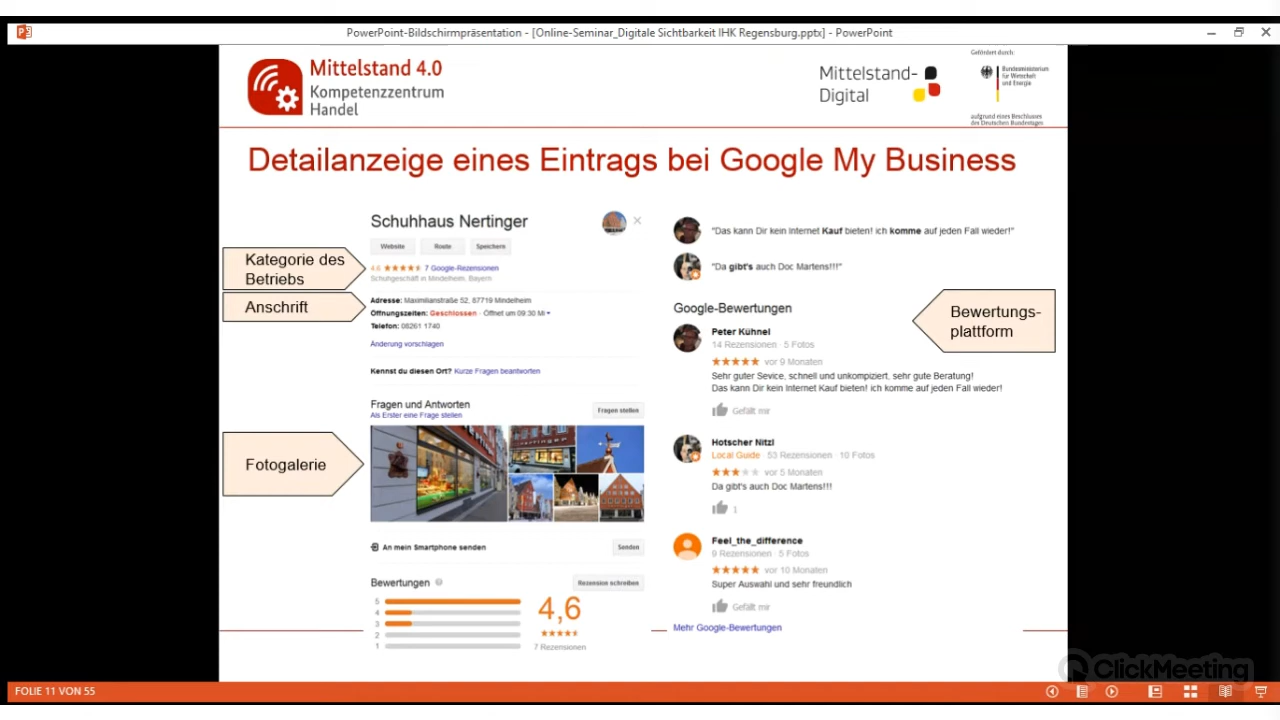 PowerPoint-Bildschirmpräsentation - [Online-Seminar_Digitale Sichtbarkeit IHK Regensburg.pptx] - PowerPoint
Mittelstand 4.0
Kompetenzzentrum
Handel
Mittelstand-
Digital
Gefördert durch:
Bundesministerium
für Wirtschaft
und Energie
aufgrund eines Beschlusses
des Deutschen Bundestages
Detailanzeige eines Eintrags bei Google My Business
Kategorie des
Betriebs
Anschrift
Fotogalerie
Schuhhaus Nertinger
Website Route Speichern
4,6 7 Google-Rezensionen
Schuhgeschäft in Mindelheim, Bayern
Adresse: Maximilianstraße 52, 87719 Mindelheim
Öffnungszeiten: Geschlossen · Öffnet um 09:30 Mi
Telefon: 08261 1740
Änderung vorschlagen
Kennst du diesen Ort? Kurze Fragen beantworten
Fragen und Antworten
Als Erster eine Frage stellen
Fragen stellen
An mein Smartphone senden
Senden
Bewertungen
Rezension schreiben
5
4
3
2
1
4,6
7 Rezensionen
"Das kann Dir kein Internet Kauf bieten! ich komme auf jeden Fall wieder!"
"Da gibt's auch Doc Martens!!!"
Google-Bewertungen
Peter Kühnel
14 Rezensionen · 5 Fotos
vor 9 Monaten
Sehr guter Sevice, schnell und unkompiziert, sehr gute Beratung!
Das kann Dir kein Internet Kauf bieten! ich komme auf jeden Fall wieder!
Gefällt mir
Hotscher Nitzl
Local Guide · 53 Rezensionen · 10 Fotos
vor 5 Monaten
Da gibt's auch Doc Martens!!!
1
Feel_the_difference
9 Rezensionen · 5 Fotos
vor 10 Monaten
Super Auswahl und sehr freundlich
Gefällt mir
Mehr Google-Bewertungen
Bewertungs-
plattform
ClickMeeting
FOLIE 11 VON 55